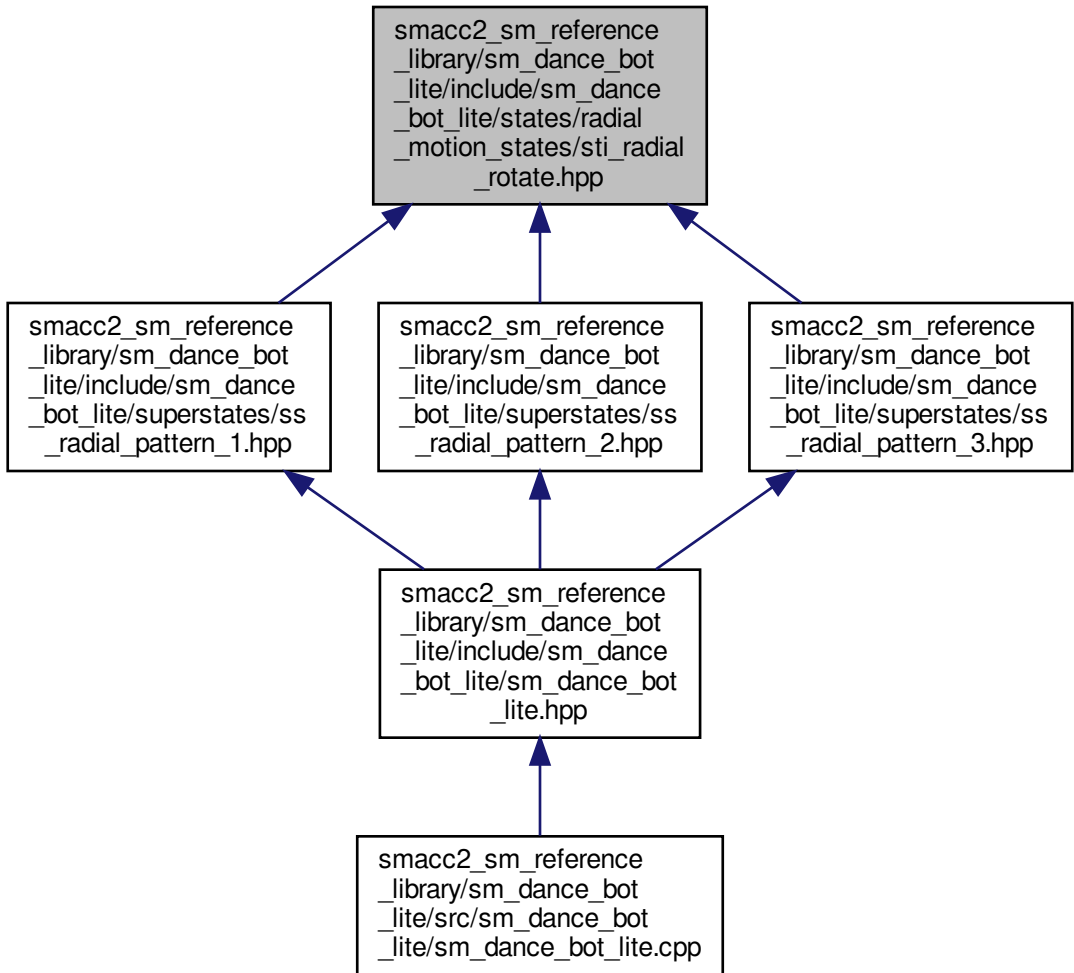 smacc2_sm_reference
_library/sm_dance_bot
_lite/include/sm_dance
_bot_lite/states/radial
_motion_states/sti_radial
_rotate.hpp
smacc2_sm_reference
_library/sm_dance_bot
_lite/include/sm_dance
_bot_lite/superstates/ss
_radial_pattern_1.hpp
smacc2_sm_reference
_library/sm_dance_bot
_lite/include/sm_dance
_bot_lite/superstates/ss
_radial_pattern_2.hpp
smacc2_sm_reference
_library/sm_dance_bot
_lite/include/sm_dance
_bot_lite/superstates/ss
_radial_pattern_3.hpp
smacc2_sm_reference
_library/sm_dance_bot
_lite/include/sm_dance
_bot_lite/sm_dance_bot
_lite.hpp
smacc2_sm_reference
_library/sm_dance_bot
_lite/src/sm_dance_bot
_lite/sm_dance_bot_lite.cpp